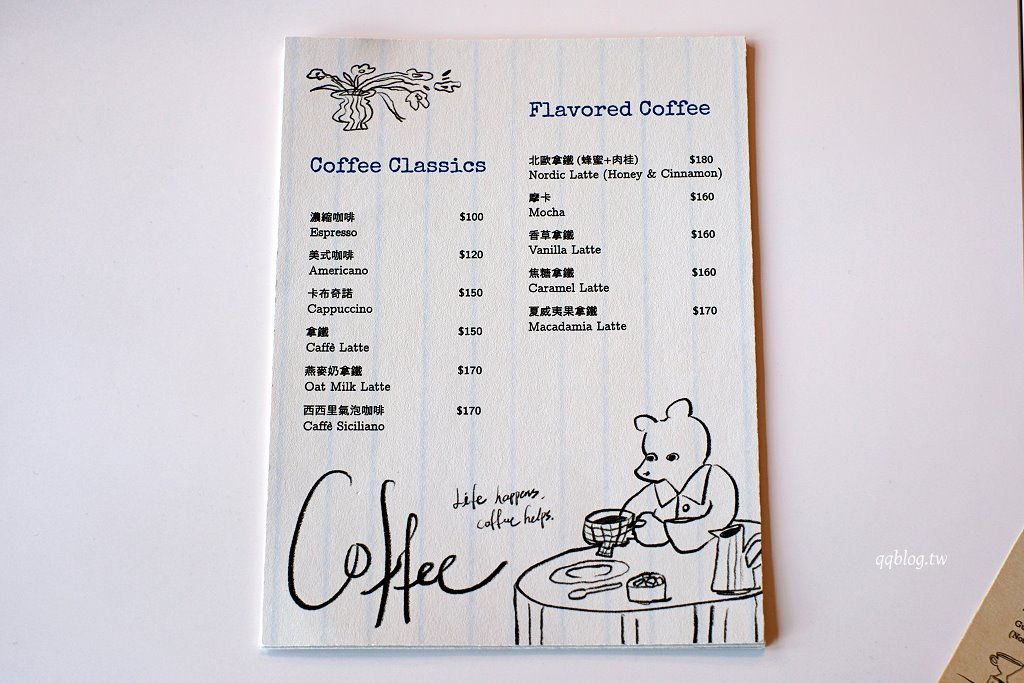 Coffee Classics
濃縮咖啡 $100
Espresso
美式咖啡 $120
Americano
卡布奇諾 $150
Cappuccino
拿鐵 $150
Caffè Latte
燕麥奶拿鐵 $170
Oat Milk Latte
西西里氣泡咖啡 $170
Caffè Siciliano
Flavored Coffee
北歐拿鐵(蜂蜜+肉桂) $180
Nordic Latte (Honey & Cinnamon)
摩卡 $160
Mocha
香草拿鐵 $160
Vanilla Latte
焦糖拿鐵 $160
Caramel Latte
夏威夷果拿鐵 $170
Macadamia Latte
Coffee
Life happens.
coffee helps.
qqblog.tw